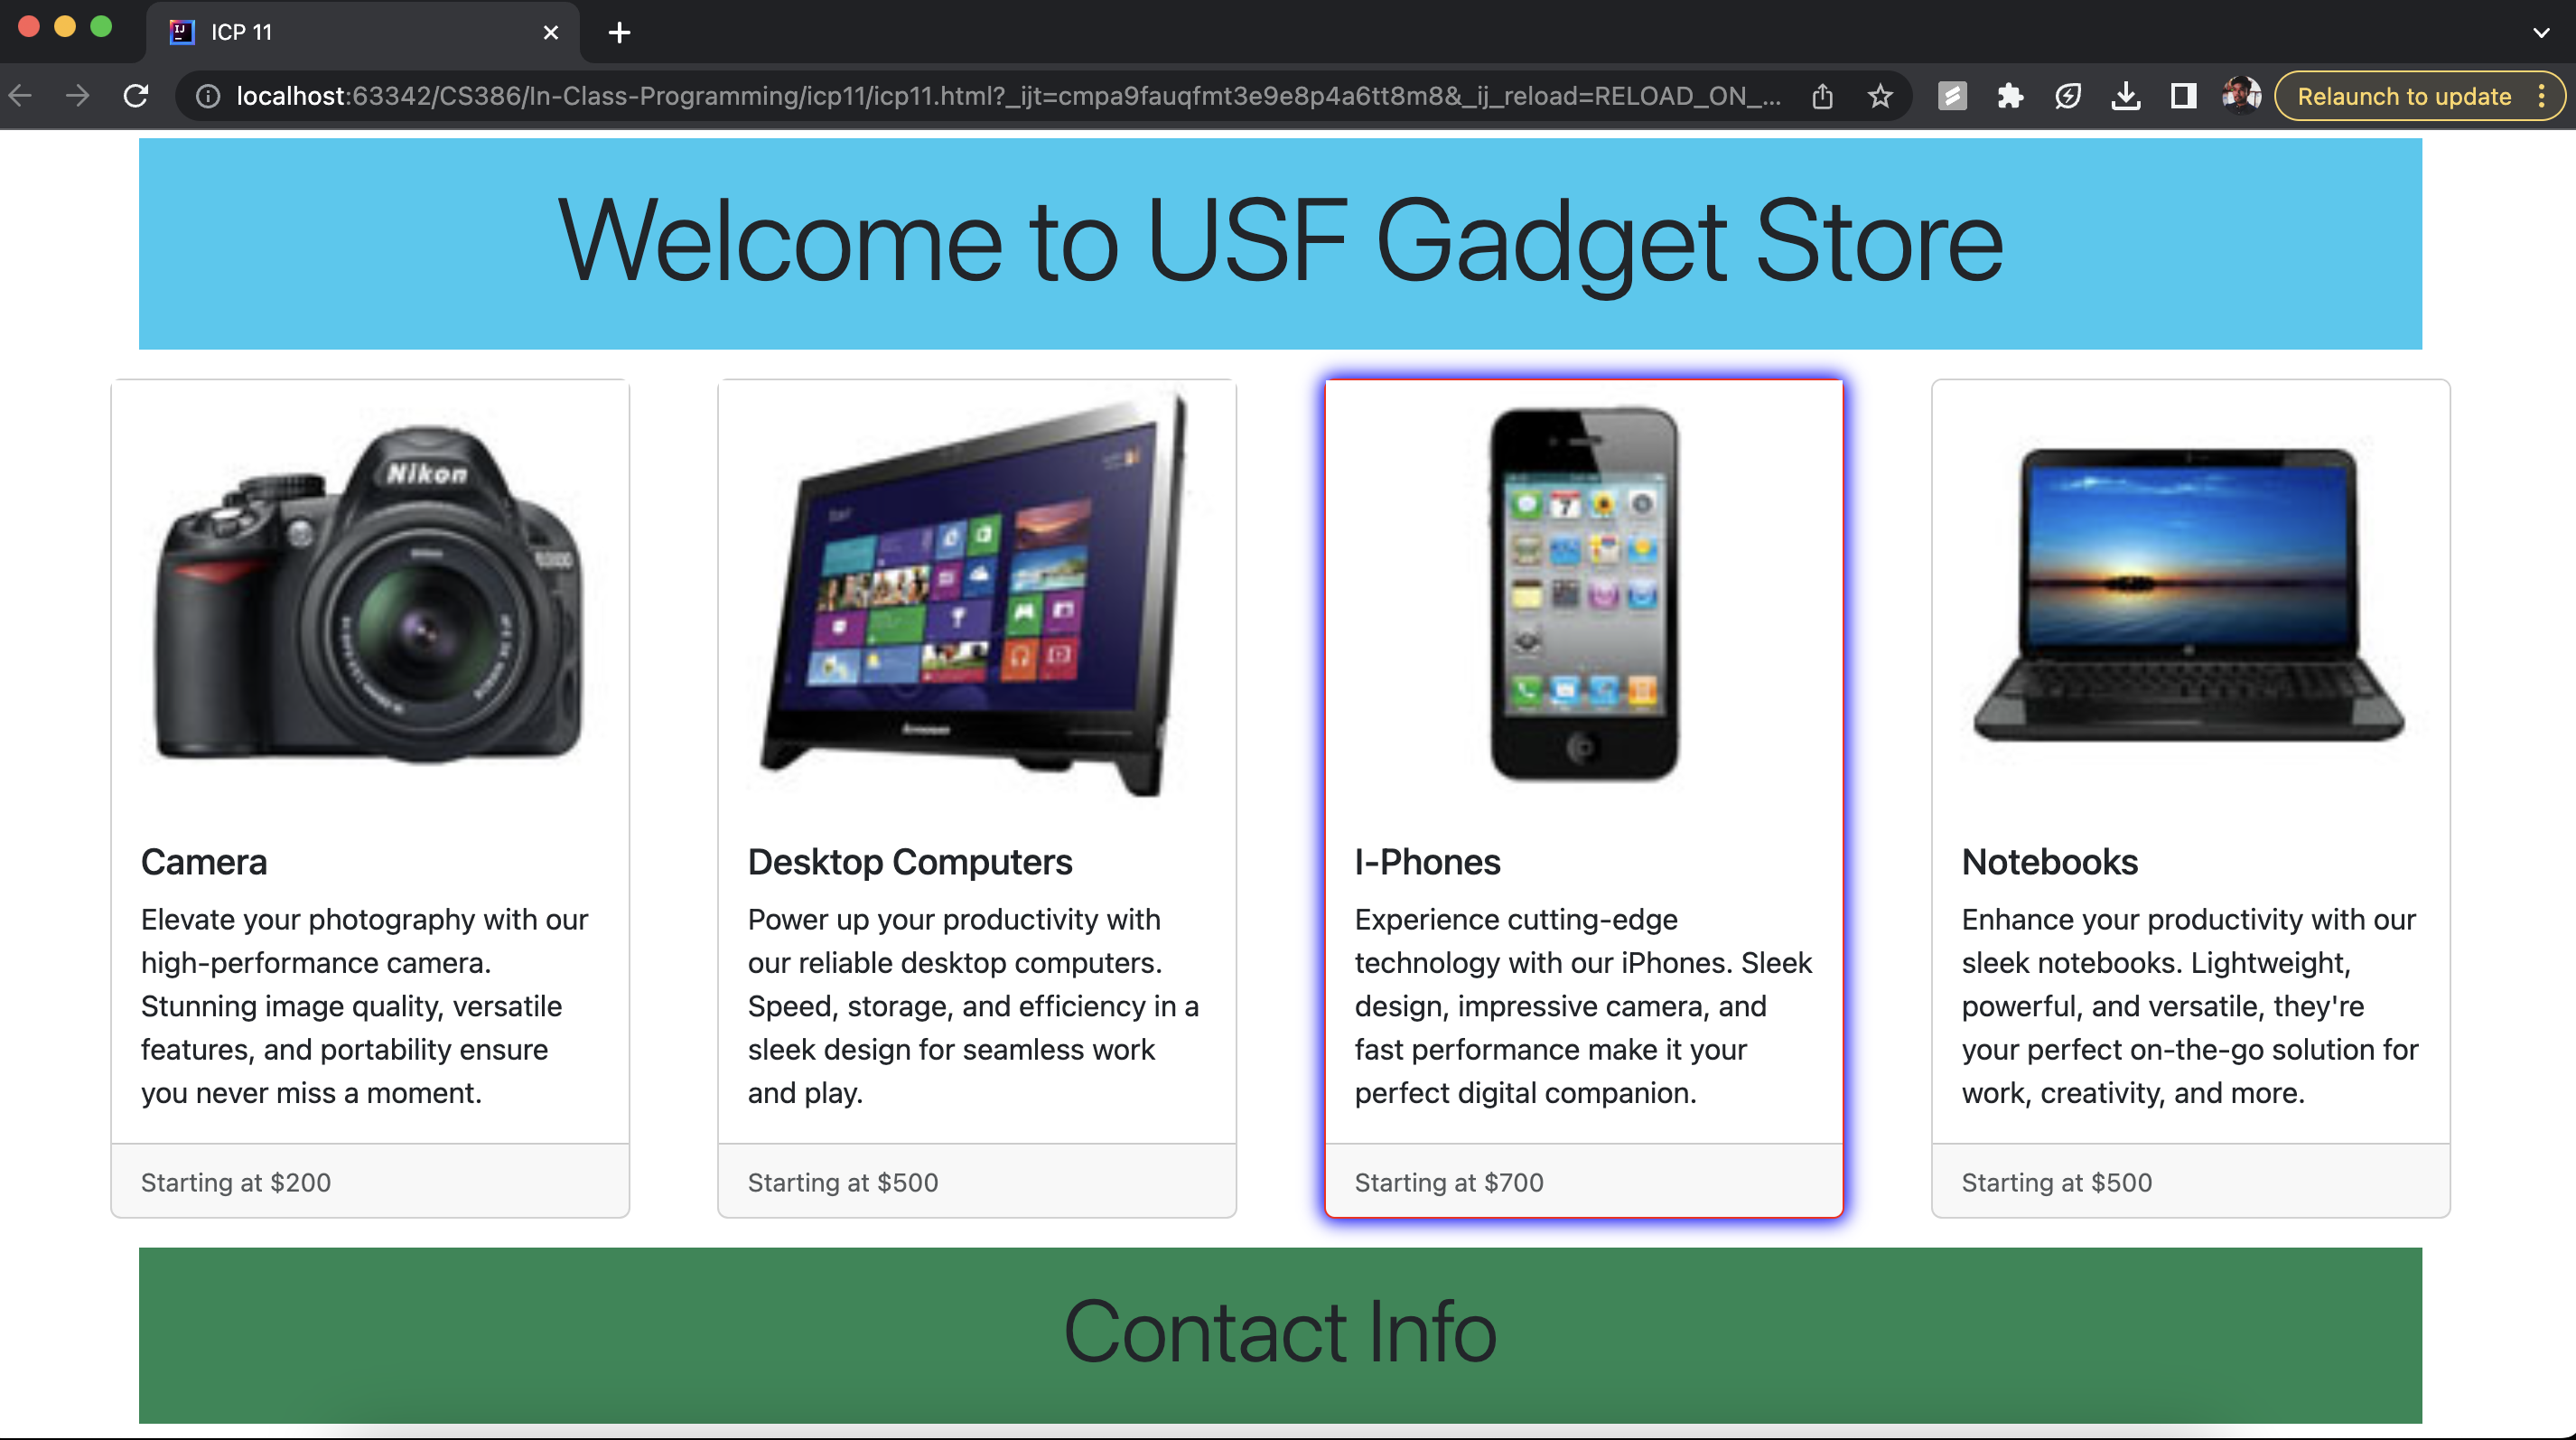 ICP 11
localhost:63342/CS386/In-Class-Programming/icp11/icp11.html?_ijt=cmpa9fauqfmt3e9e8p4a6tt8m8&_ij_reload=RELOAD_ON_...
Relaunch to update
Welcome to USF Gadget Store
Nikon
Camera
Elevate your photography with our
high-performance camera.
Stunning image quality, versatile
features, and portability ensure
you never miss a moment.
Starting at $200
Desktop Computers
Power up your productivity with
our reliable desktop computers.
Speed, storage, and efficiency in a
sleek design for seamless work
and play.
Starting at $500
I-Phones
Experience cutting-edge
technology with our iPhones. Sleek
design, impressive camera, and
fast performance make it your
perfect digital companion.
Starting at $700
Notebooks
Enhance your productivity with our
sleek notebooks. Lightweight,
powerful, and versatile, they're
your perfect on-the-go solution for
work, creativity, and more.
Starting at $500
Contact Info